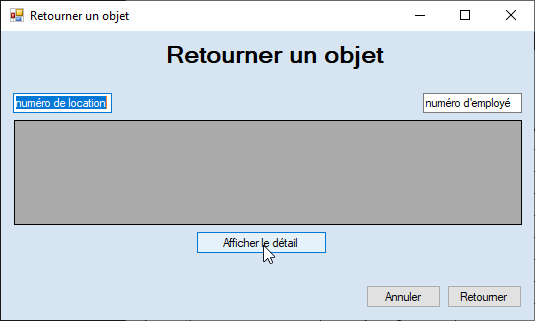 Retourner un objet
Retourner un objet
numéro de location
numéro d'employé
Afficher le détail
Annuler
Retourner